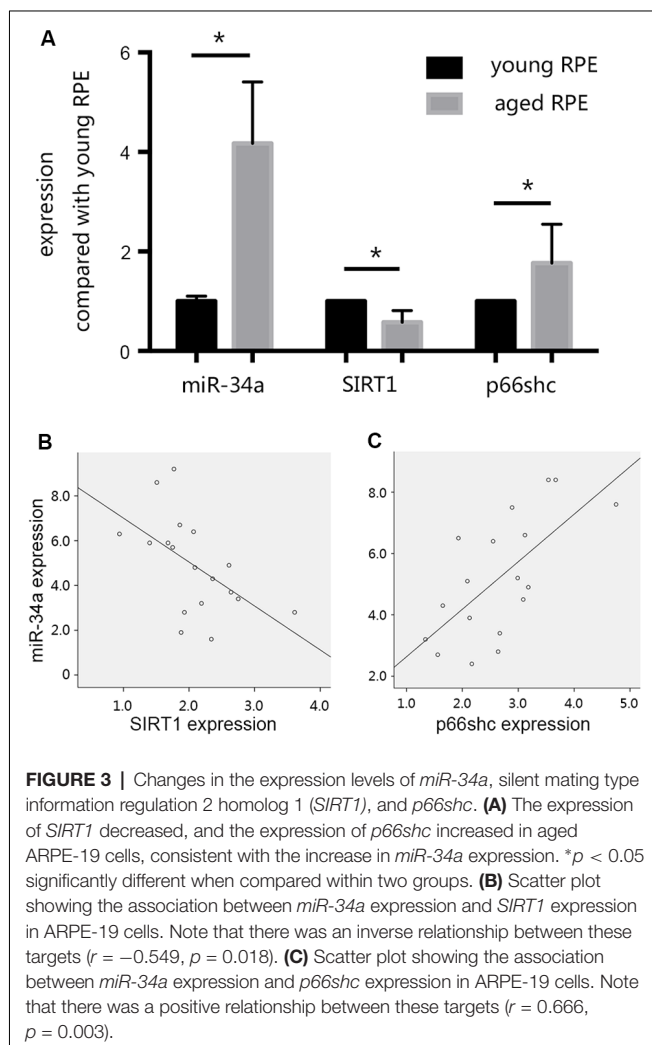 A
6
4
2
0
expression
compared with young RPE
*
*
*
young RPE
aged RPE
miR-34a SIRT1 p66shc
B
8.0
6.0
4.0
2.0
0
miR-34a expression
1.0 2.0 3.0 4.0
SIRT1 expression
C
8.0
6.0
4.0
2.0
1.0 2.0 3.0 4.0 5.0
p66shc expression
FIGURE 3 | Changes in the expression levels of miR-34a, silent mating type
information regulation 2 homolog 1 (SIRT1), and p66shc. (A) The expression
of SIRT1 decreased, and the expression of p66shc increased in aged
ARPE-19 cells, consistent with the increase in miR-34a expression. *p < 0.05
significantly different when compared within two groups. (B) Scatter plot
showing the association between miR-34a expression and SIRT1 expression
in ARPE-19 cells. Note that there was an inverse relationship between these
targets (r = −0.549, p = 0.018). (C) Scatter plot showing the association
between miR-34a expression and p66shc expression in ARPE-19 cells. Note
that there was a positive relationship between these targets (r = 0.666,
p = 0.003).